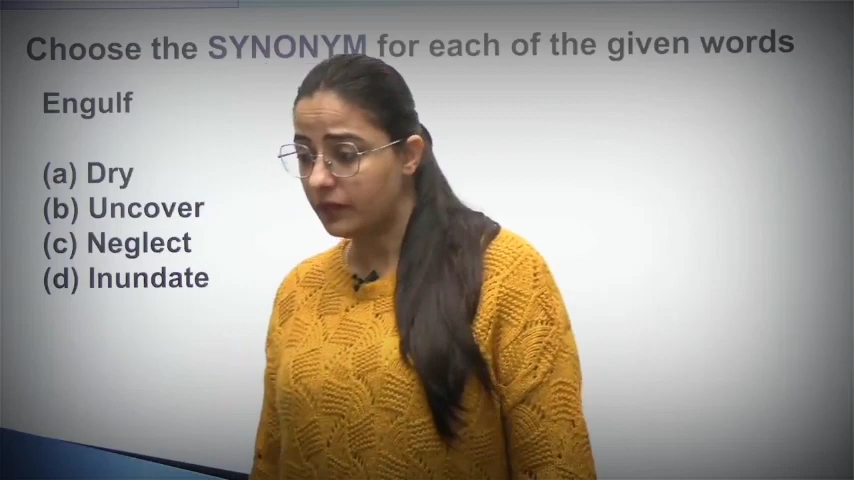 Choose the SYNONYM for each of the given words
Engulf
(a) Dry
(b) Uncover
(c) Neglect
(d) Inundate